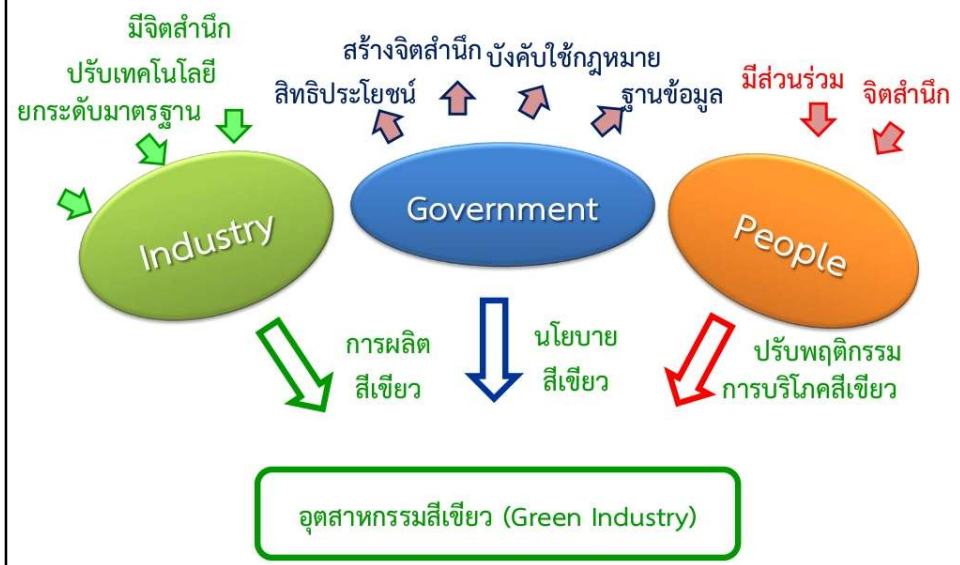 มีจิตสำนึก
ปรับเทคโนโลยี
ยกระดับมาตรฐาน
สร้างจิตสำนึก
สิทธิประโยชน์
บังคับใช้กฎหมาย
ฐานข้อมูล
มีส่วนร่วม
จิตสำนึก
Industry
Government
People
การผลิต
สีเขียว
นโยบาย
สีเขียว
ปรับพฤติกรรม
การบริโภคสีเขียว
อุตสาหกรรมสีเขียว (Green Industry)